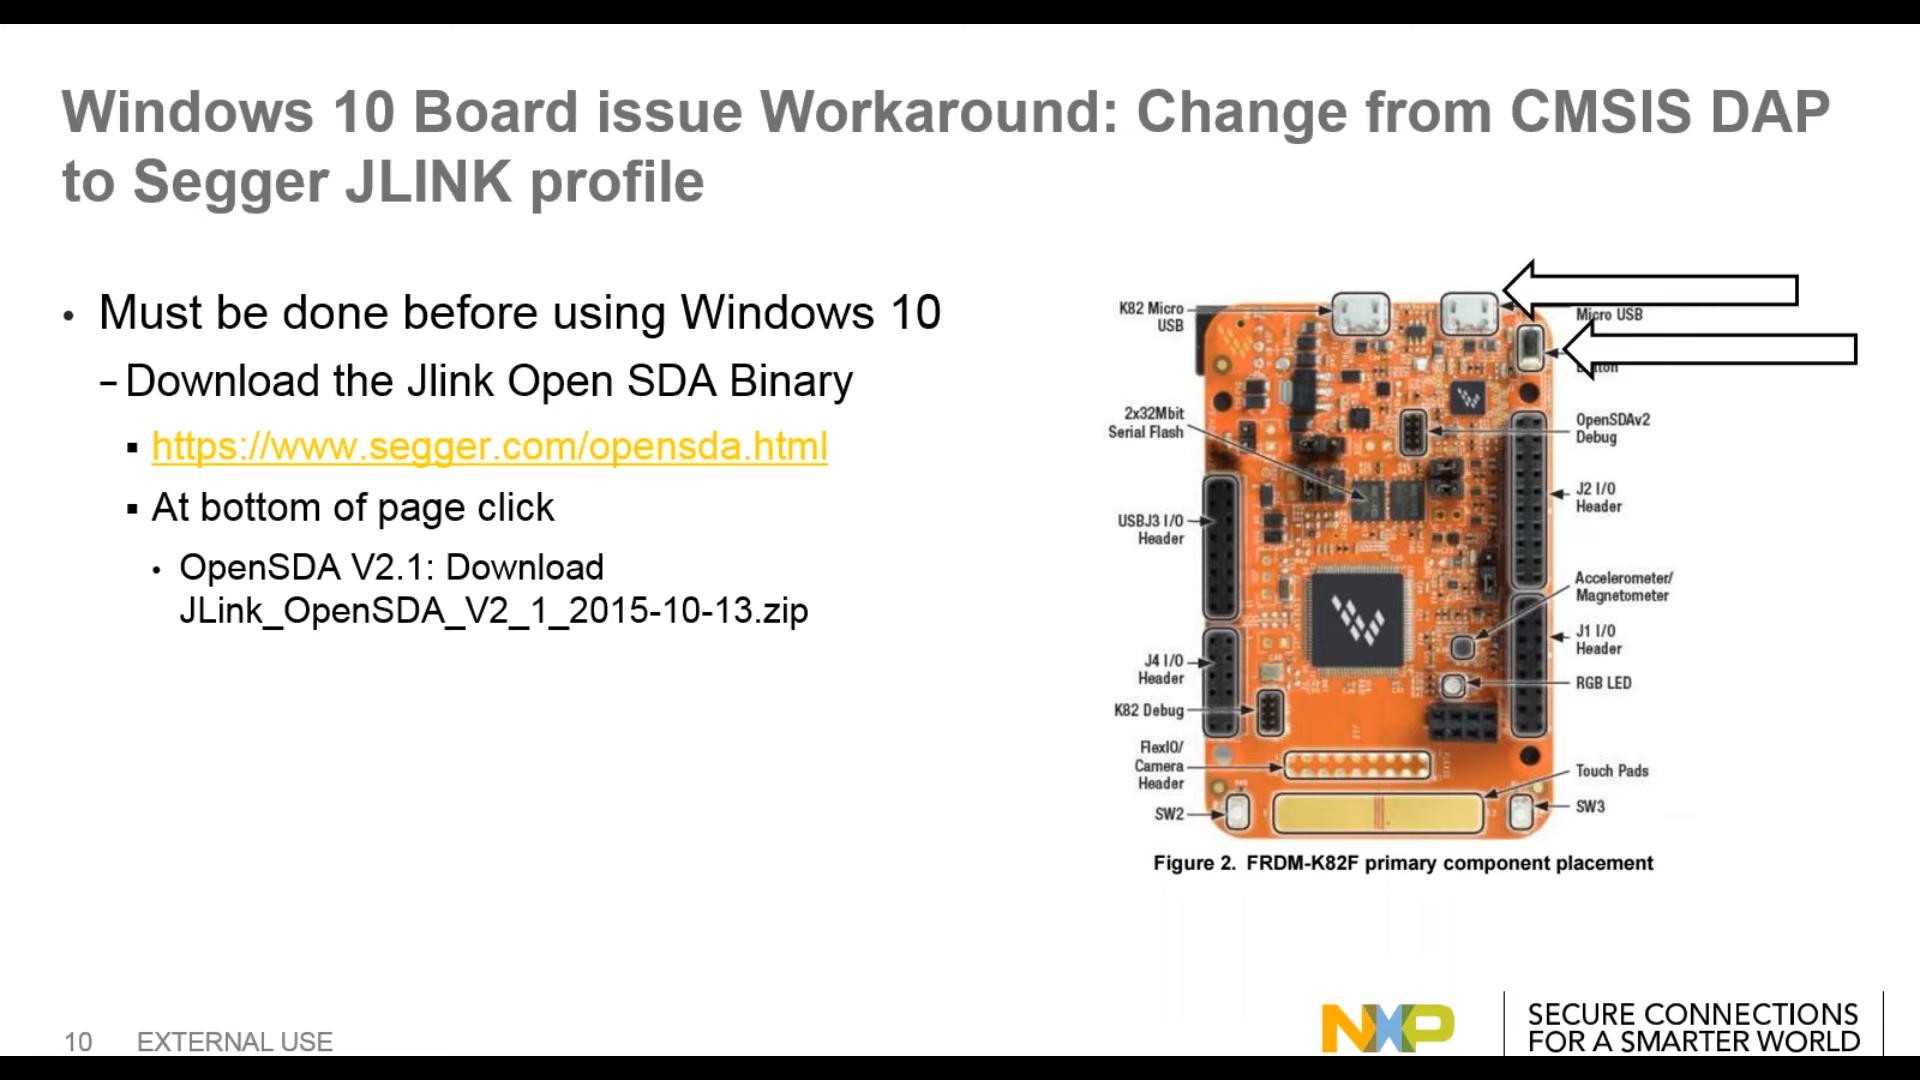 Windows 10 Board issue Workaround: Change from CMSIS DAP
to Segger JLINK profile
• Must be done before using Windows 10
–Download the Jlink Open SDA Binary
▪ https://www.segger.com/opensda.html
▪ At bottom of page click
• OpenSDA V2.1: Download
JLink_OpenSDA_V2_1_2015-10-13.zip
K82 Micro
USB
2x32Mbit
Serial Flash
USBJ3 I/O
Header
J4 I/O
Header
K82 Debug
FlexIO/
Camera
Header
SW2
Micro USB
OpenSDAv2
Debug
J2 I/O
Header
Accelerometer/
Magnetometer
J1 I/O
Header
RGB LED
Touch Pads
SW3
Figure 2. FRDM-K82F primary component placement
10 EXTERNAL USE
NXP
SECURE CONNECTIONS
FOR A SMARTER WORLD